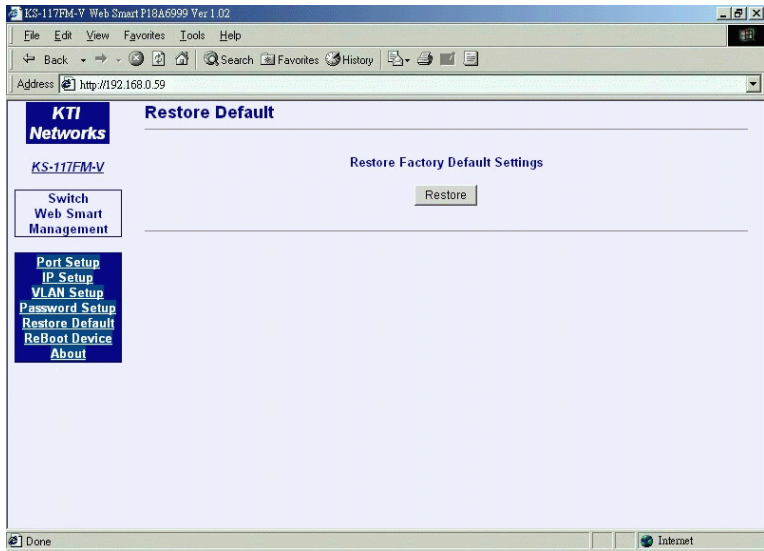 KS-117FM-V Web Smart P18A6999 Ver 1.02
File Edit View Favorites Tools Help
Back Search Favorites History
Address http://192.168.0.59
KTI
Networks
KS-117FM-V
Switch
Web Smart
Management
Port Setup
IP Setup
VLAN Setup
Password Setup
Restore Default
ReBoot Device
About
Restore Default
Restore Factory Default Settings
Restore
Done Internet